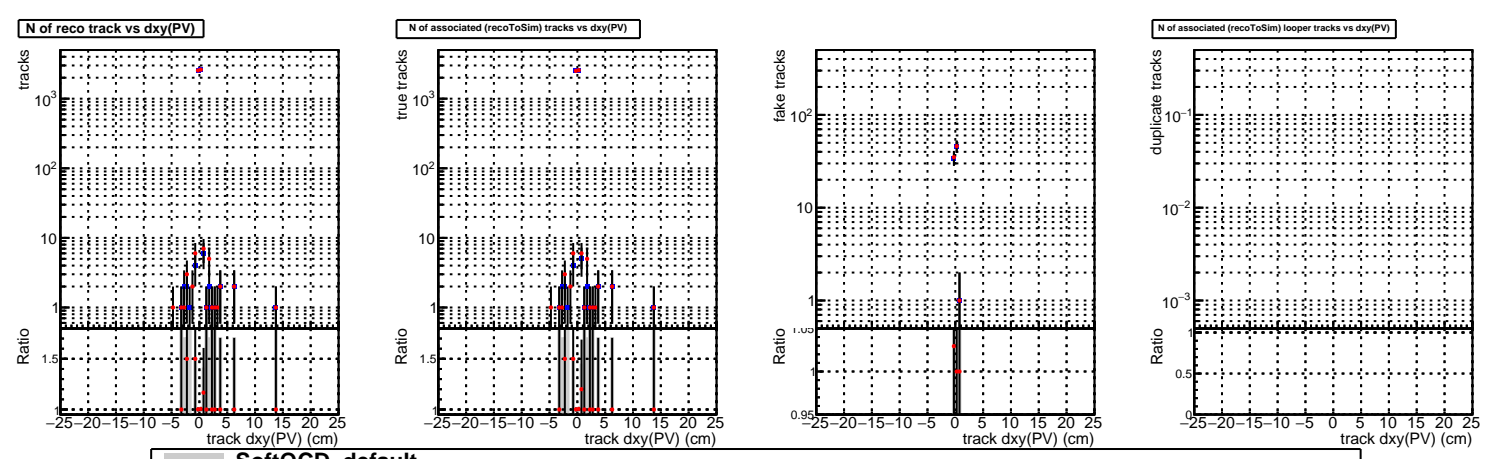 N of reco track vs dxy(PV)
tracks
10³
10²
10
1
Ratio
1.5
1
−25 −20 −15 −10 −5 0 5 10 15 20 25
track dxy(PV) (cm)
N of associated (recoToSim) tracks vs dxy(PV)
true tracks
10³
10²
10
1
Ratio
1.5
1
−25 −20 −15 −10 −5 0 5 10 15 20 25
track dxy(PV) (cm)
fake tracks
10²
10
1
Ratio
1.05
1
0.95
−25 −20 −15 −10 −5 0 5 10 15 20 25
track dxy(PV) (cm)
N of associated (recoToSim) looper tracks vs dxy(PV)
duplicate tracks
10−1
10−2
10−3
Ratio
1
0.5
0
−25 −20 −15 −10 −5 0 5 10 15 20 25
track dxy(PV) (cm)
SoftQCD_default